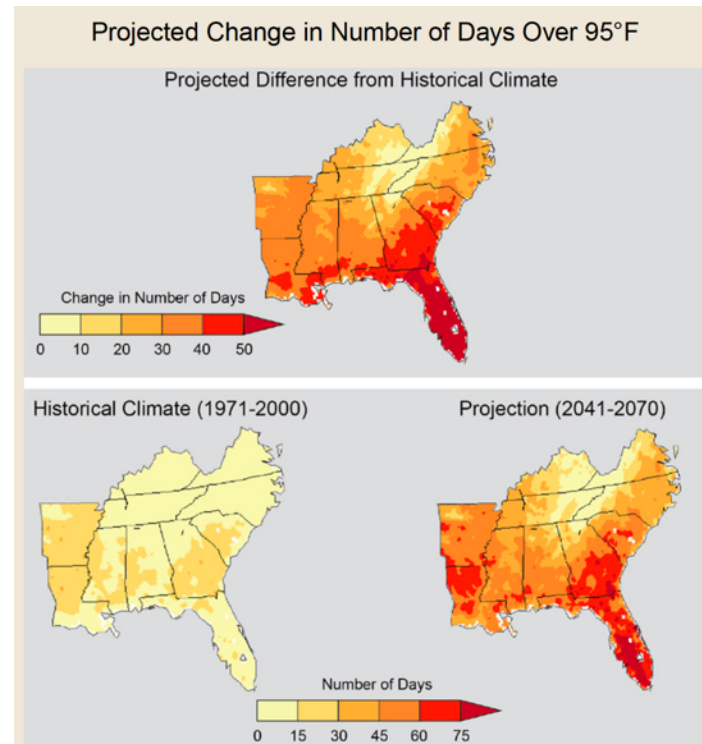 Projected Change in Number of Days Over 95°F
Projected Difference from Historical Climate
Change in Number of Days
0 10 20 30 40 50
Historical Climate (1971-2000)
Projection (2041-2070)
Number of Days
0 15 30 45 60 75